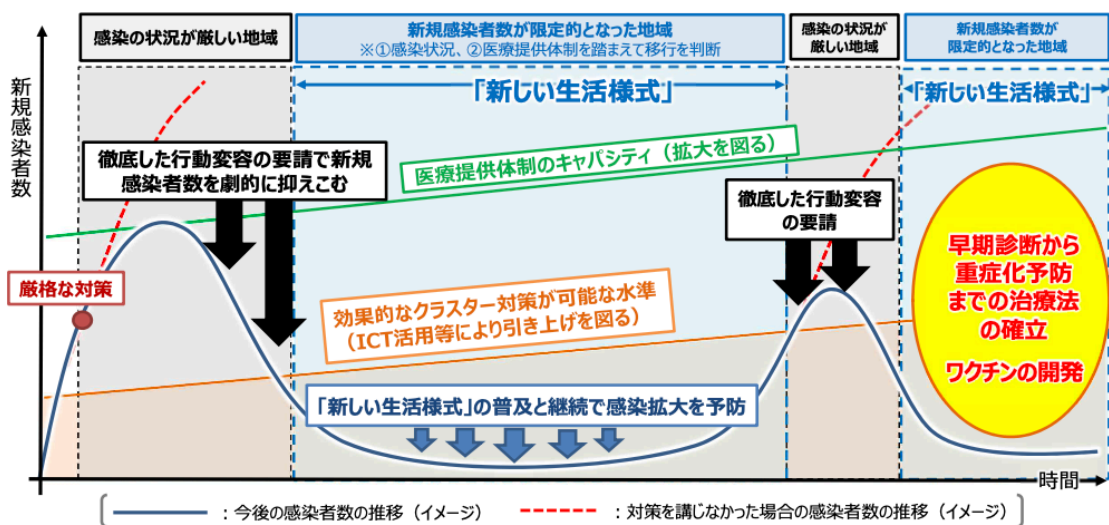 感染の状況が厳しい地域
新規感染者数が限定的となった地域
※①感染状況、②医療提供体制を踏まえて移行を判断
感染の状況が
厳しい地域
新規感染者数が
限定的となった地域
「新しい生活様式」
「新しい生活様式」
新規感染者数
徹底した行動変容の要請で新規
感染者数を劇的に抑えこむ
医療提供体制のキャパシティ（拡大を図る）
徹底した行動変容
の要請
厳格な対策
効果的なクラスター対策が可能な水準
（ICT活用等により引き上げを図る）
早期診断から
重症化予防
までの治療法
の確立
ワクチンの開発
「新しい生活様式」の普及と継続で感染拡大を予防
時間
：今後の感染者数の推移（イメージ）
：対策を講じなかった場合の感染者数の推移（イメージ）